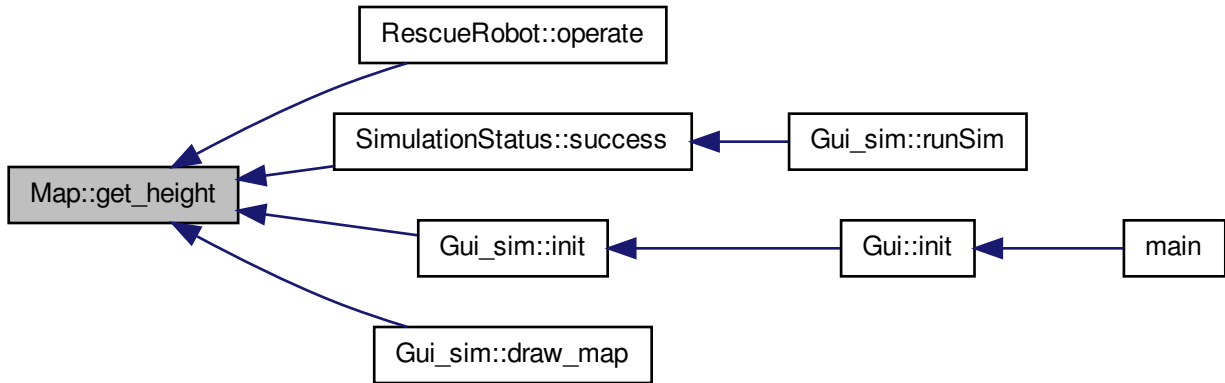 RescueRobot::operate
SimulationStatus::success
Gui_sim::runSim
Map::get_height
Gui_sim::init
Gui::init
main
Gui_sim::draw_map